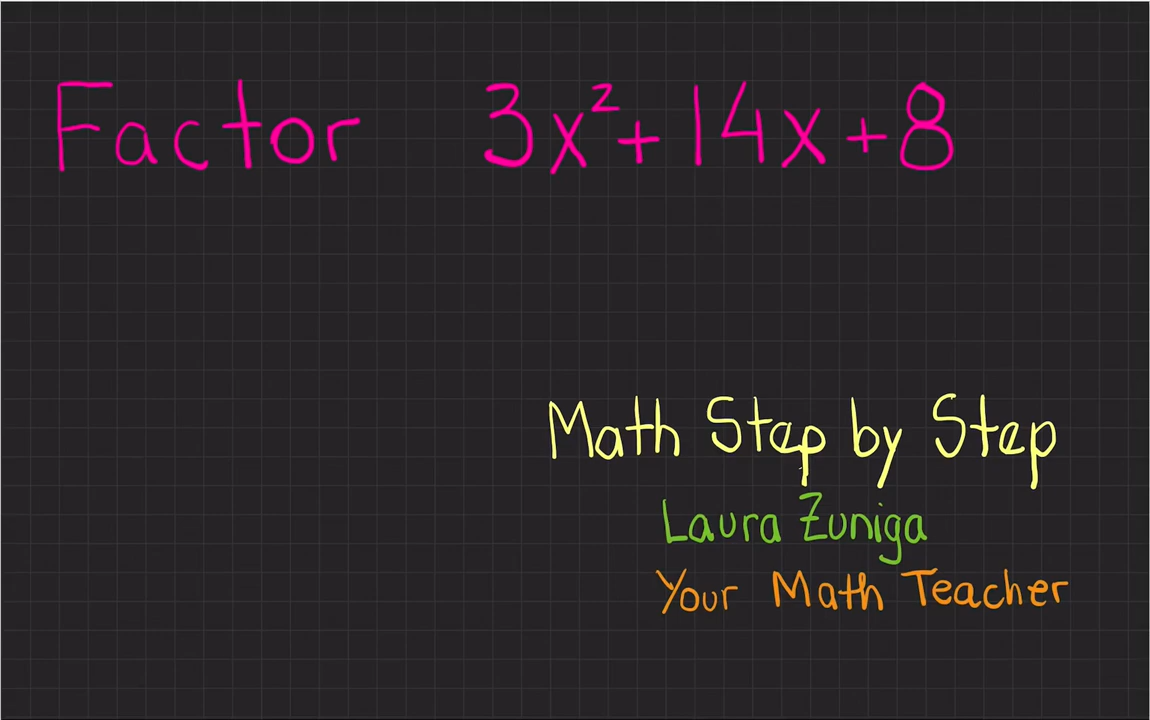 Factor 3x²+14x+8
Math Step by Step
Laura Zuniga
Your Math Teacher